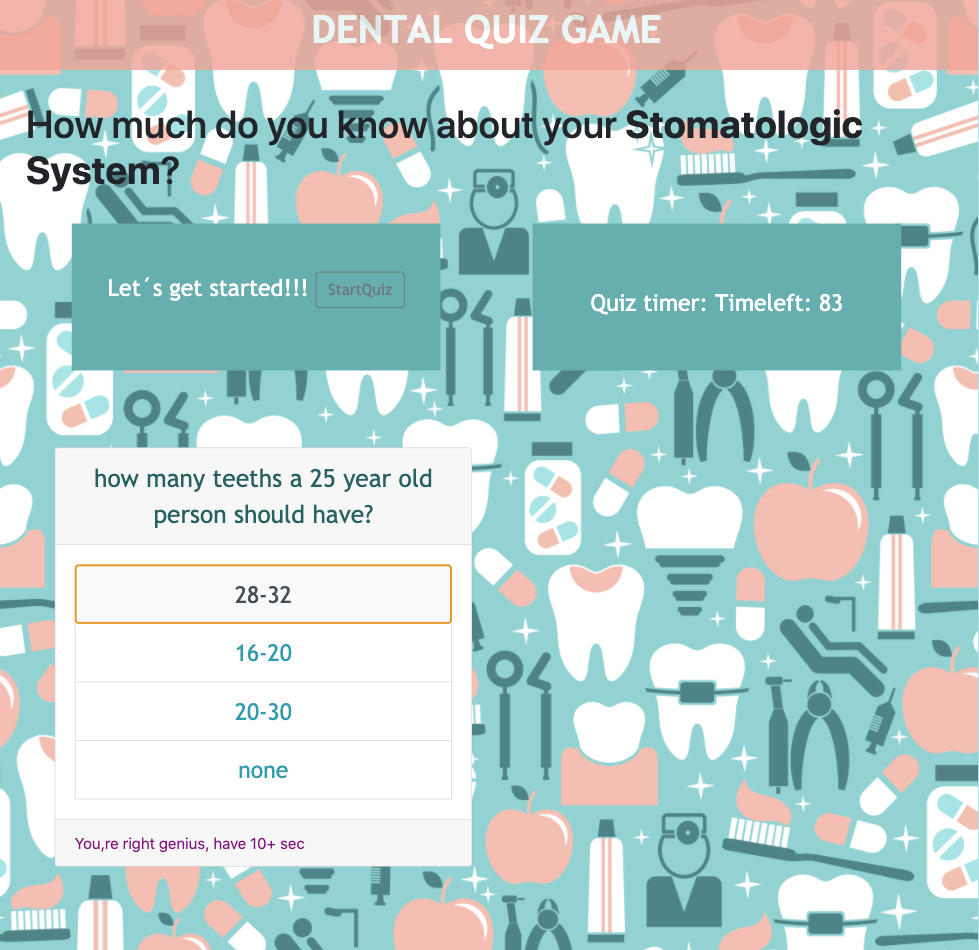 DENTAL QUIZ GAME
How much do you know about your Stomatologic
System?
Let´s get started!!! StartQuiz
Quiz timer: Timeleft: 83
how many teeths a 25 year old
person should have?
28-32
16-20
20-30
none
You,re right genius, have 10+ sec